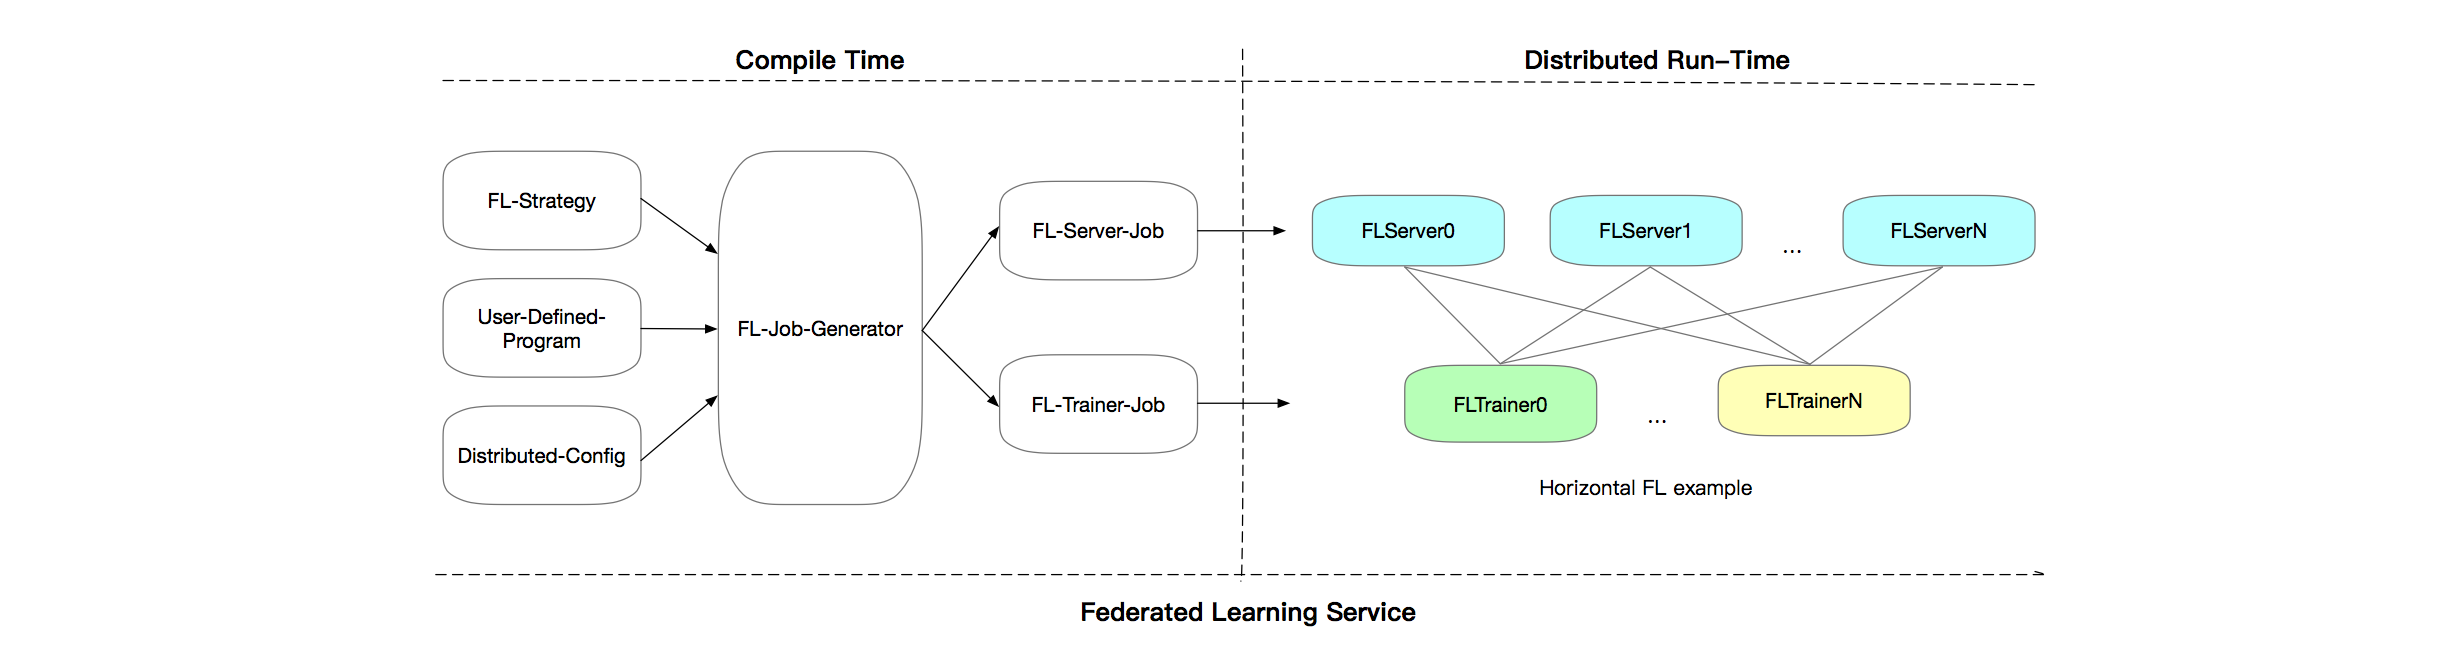 Compile Time
Distributed Run-Time
FL-Strategy
User-Defined-
Program
Distributed-Config
FL-Job-Generator
FL-Server-Job
FL-Trainer-Job
FLServer0
FLServer1
...
FLServerN
FLTrainer0
...
FLTrainerN
Horizontal FL example
Federated Learning Service